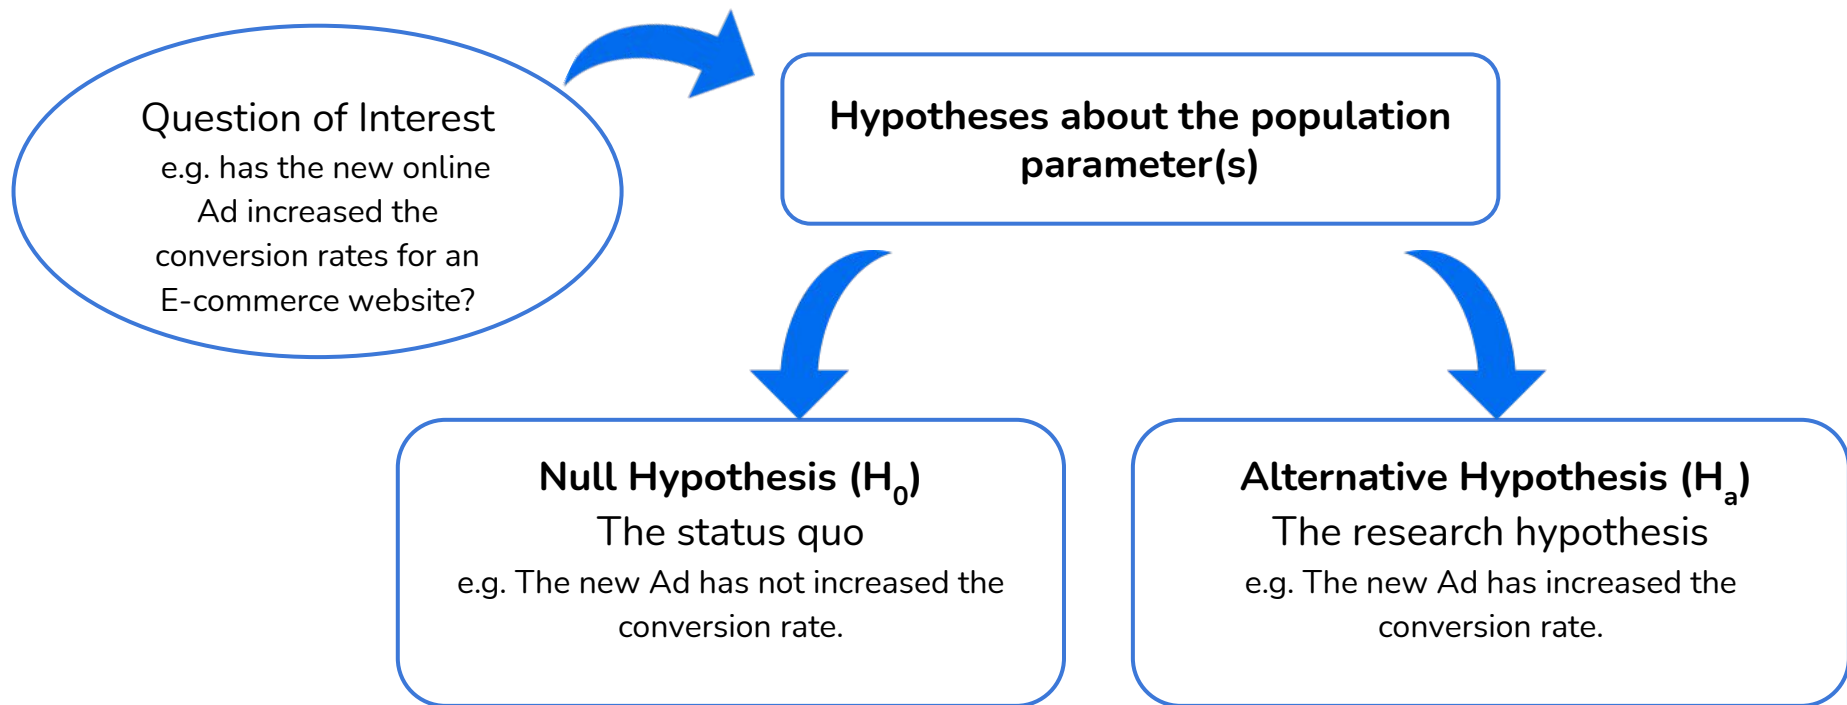 Question of Interest
e.g. has the new online
Ad increased the
conversion rates for an
E-commerce website?
Hypotheses about the population
parameter(s)
Null Hypothesis (H₀)
The status quo
e.g. The new Ad has not increased the
conversion rate.
Alternative Hypothesis (Hₐ)
The research hypothesis
e.g. The new Ad has increased the
conversion rate.